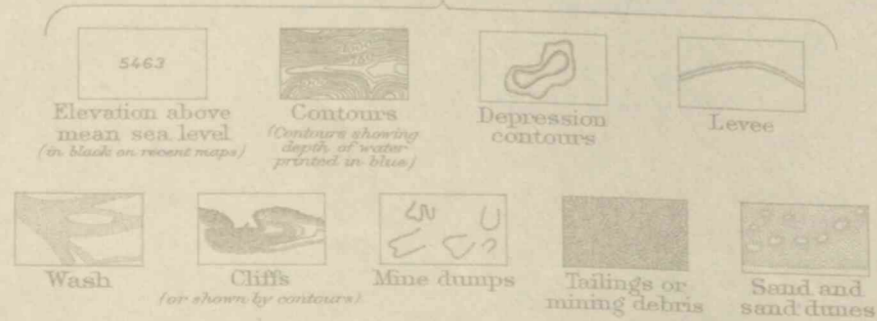 5463
Elevation above
mean sea level
(in black on recent maps)
Contours
(Contours showing
depth of water
printed in blue)
Depression
contours
Levee
Wash
Cliffs
(or shown by contours)
Mine dumps
Tailings or
mining debris
Sand and
sand dunes